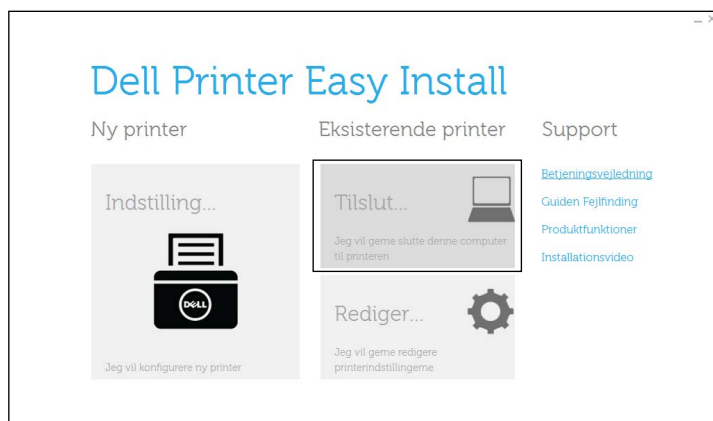 Dell Printer Easy Install
Ny printer
Indstilling...
DELL
Jeg vil konfigurere ny printer
Eksisterende printer
Tilslut...
Jeg vil gerne slutte denne computer
til printeren
Rediger...
Jeg vil gerne redigere
printerindstillingerne
Support
Betjeningsvejledning
Guiden Fejlfinding
Produktfunktioner
Installationsvideo